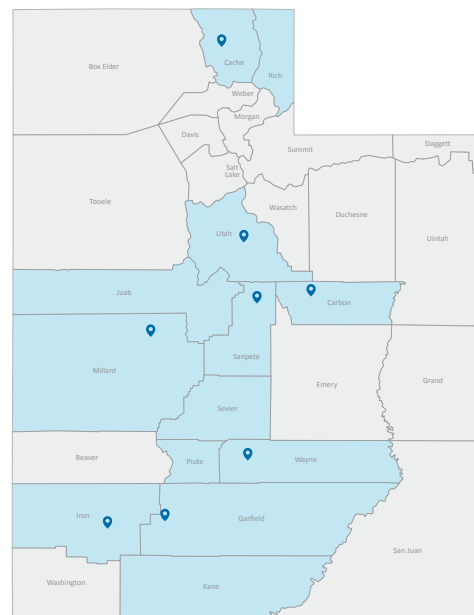 Box Elder
Cache
Rich
Weber
Morgan
Davis
Summit
Daggett
Salt
Lake
Tooele
Wasatch
Duchesne
Uintah
Utah
Juab
Carbon
Sanpete
Millard
Emery
Grand
Sevier
Beaver
Piute
Wayne
Iron
Garfield
San Juan
Washington
Kane